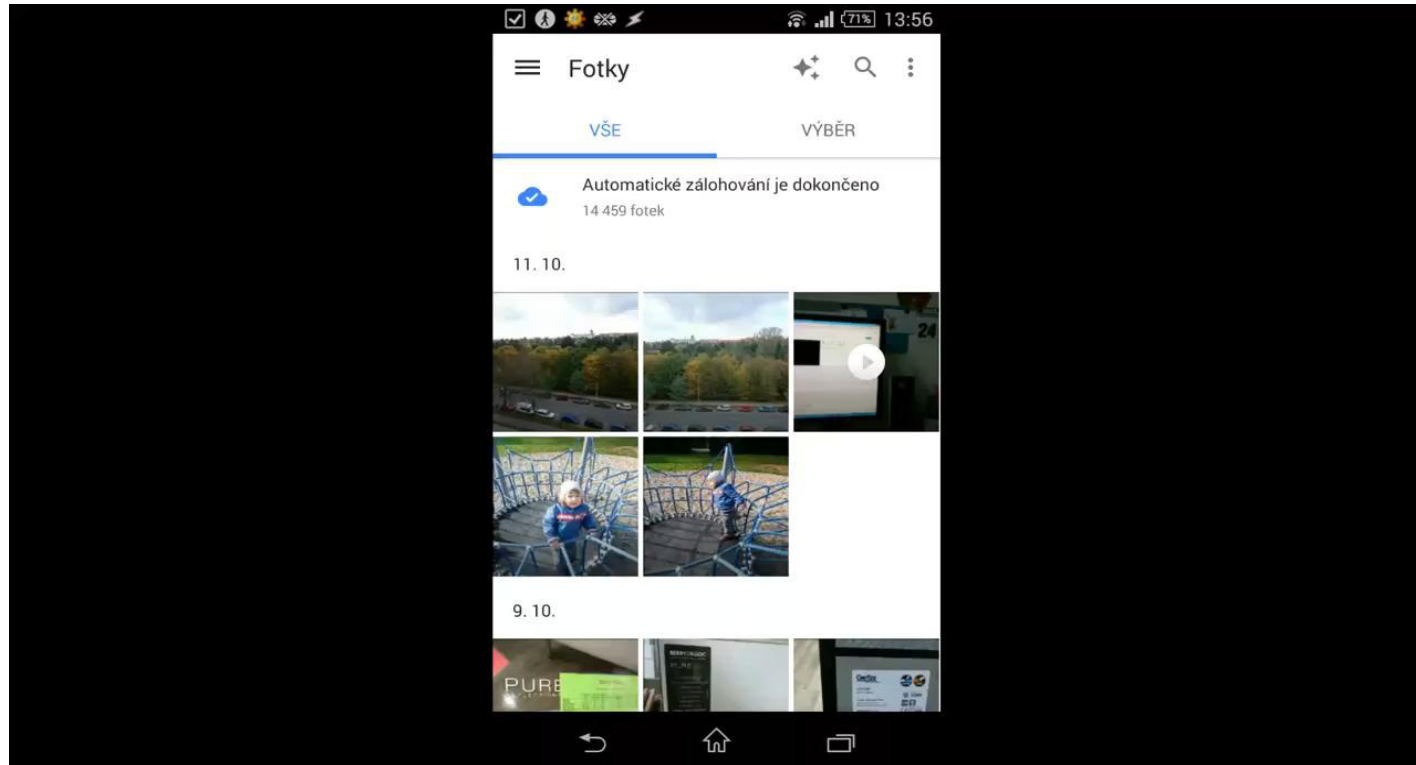 71% 13:56
Fotky
VŠE VÝBĚR
Automatické zálohování je dokončeno
14 459 fotek
11. 10.
24
9. 10.
PURE